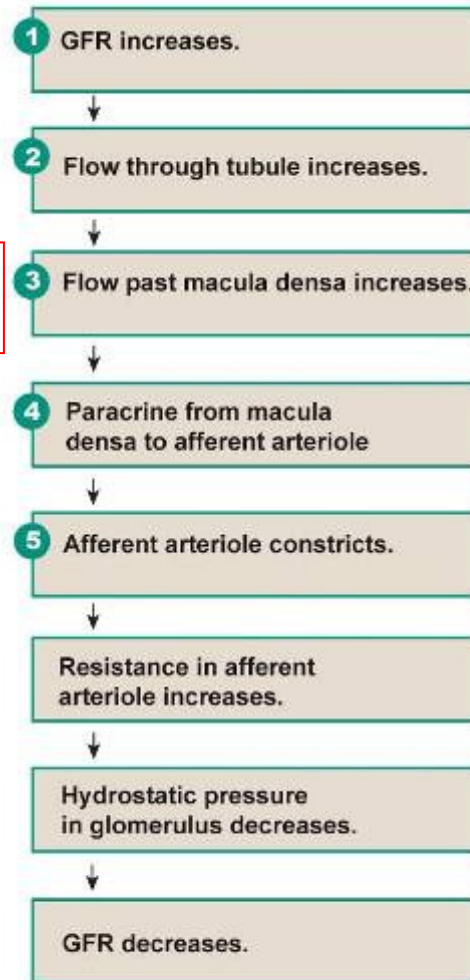 1 GFR increases.
2 Flow through tubule increases.
3 Flow past macula densa increases.
4 Paracrine from macula
densa to afferent arteriole
5 Afferent arteriole constricts.
Resistance in afferent
arteriole increases.
Hydrostatic pressure
in glomerulus decreases.
GFR decreases.